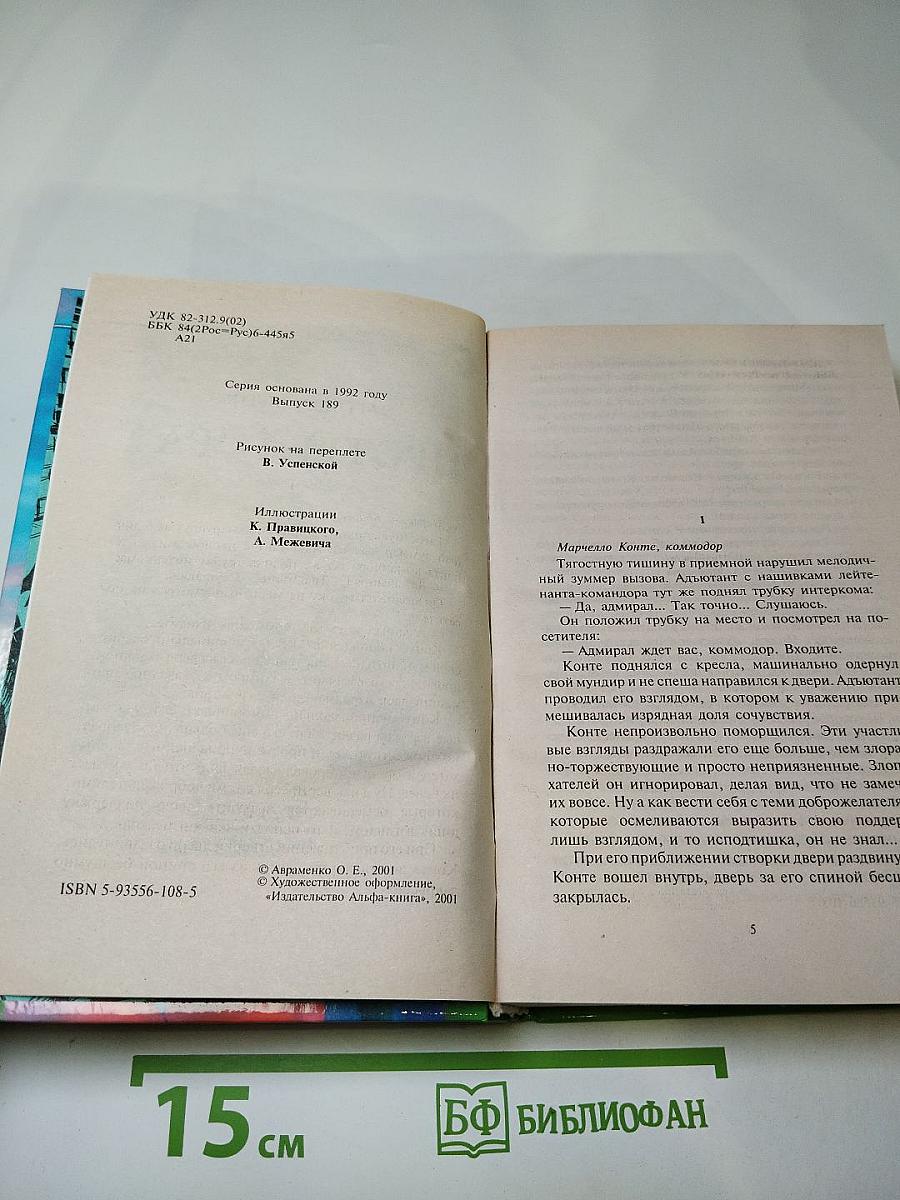 УДК 82-312.9(02)
ББК 84(2Рос=Рус)6-445я5
А21
Серия основана в 1992 году
Выпуск 189
Рисунок на переплете
В. Успенской
Иллюстрации
К. Правицкого,
А. Межевича
ISBN 5-93556-108-5
© Авраменко О. Е., 2001
© Художественное оформление,
«Издательство Альфа-книга», 2001
1
Марчелло Конте, коммодор
Тягостную тишину в приемной нарушил мелодич-
ный зуммер вызова. Адъютант с нашивками лейте-
нанта-командора тут же поднял трубку интеркома:
— Да, адмирал... Так точно... Слушаюсь.
Он положил трубку на место и посмотрел на по-
сетителя:
— Адмирал ждет вас, коммодор. Входите.
Конте поднялся с кресла, машинально одернул
свой мундир и не спеша направился к двери. Адъютант
проводил его взглядом, в котором к уважению при
мешивалась изрядная доля сочувствия.
Конте непроизвольно поморщился. Эти участли
вые взгляды раздражали его еще больше, чем злора
но-торжествующие и просто неприязненные. Злоп
хателей он игнорировал, делая вид, что не замеч
их вовсе. Ну а как вести себя с теми доброжелателя
которые осмеливаются выразить свою поддер
лишь взглядом, и то исподтишка, он не знал...
При его приближении створки двери раздвину
Конте вошел внутрь, дверь за его спиной бесш
закрылась.
5
15 см
БФ БИБЛИОФАН